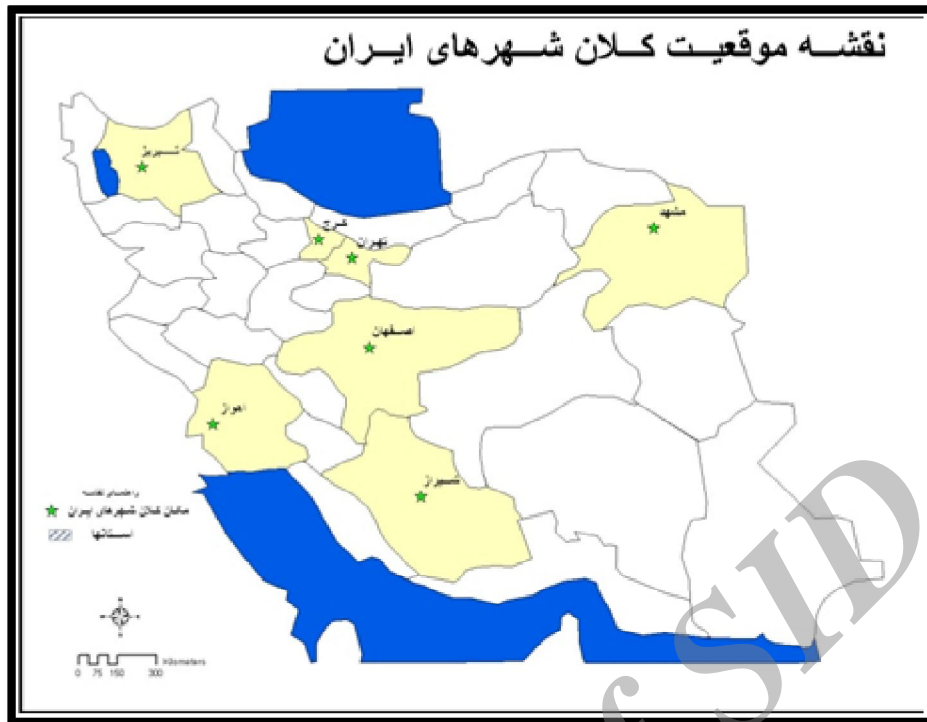 نقشه موقعیت کلان شهرهای ایران
تبریز
کرج
تهران
مشهد
اصفهان
اهواز
شیراز
راهنمای نقشه
مکان کلان شهرهای ایران
استانها
Kilometers
0 75 150 300
of SID